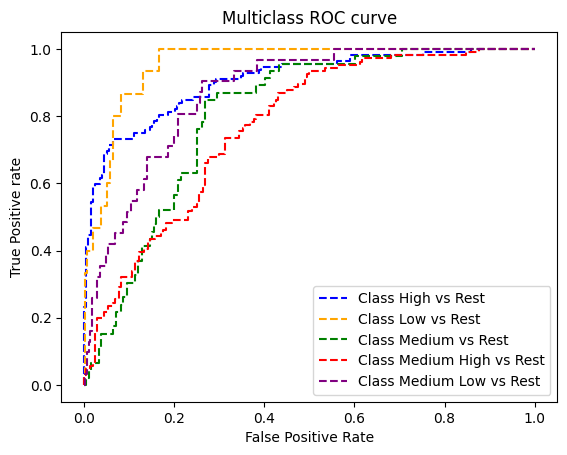 Multiclass ROC curve
True Positive rate
1.0
0.8
0.6
0.4
0.2
0.0
Class High vs Rest
Class Low vs Rest
Class Medium vs Rest
Class Medium High vs Rest
Class Medium Low vs Rest
0.0 0.2 0.4 0.6 0.8 1.0
False Positive Rate